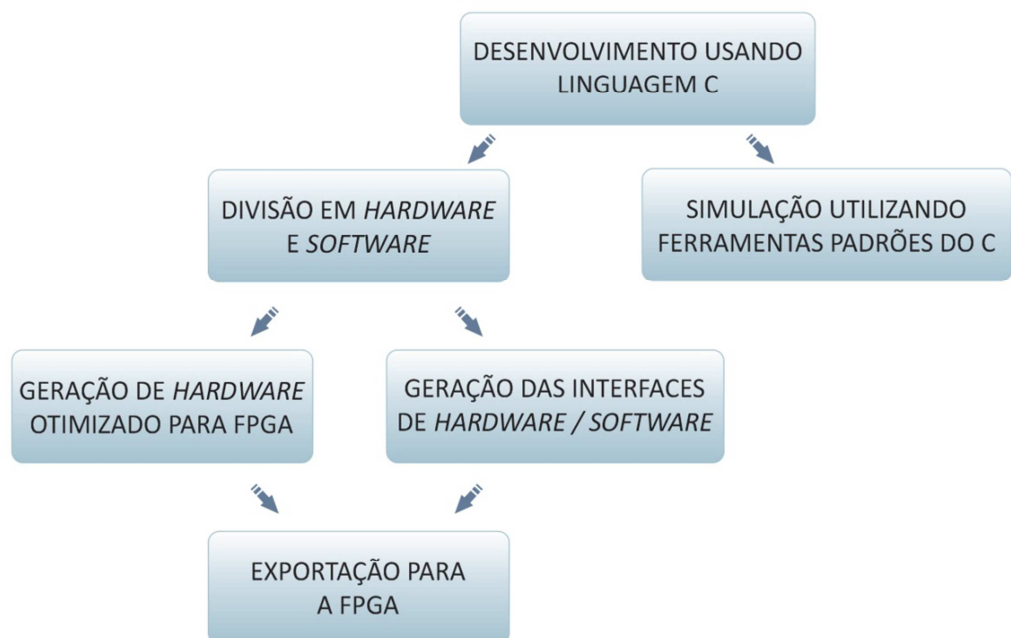 DESENVOLVIMENTO USANDO
LINGUAGEM C
DIVISÃO EM HARDWARE
E SOFTWARE
SIMULAÇÃO UTILIZANDO
FERRAMENTAS PADRÕES DO C
GERAÇÃO DE HARDWARE
OTIMIZADO PARA FPGA
GERAÇÃO DAS INTERFACES
DE HARDWARE / SOFTWARE
EXPORTAÇÃO PARA
A FPGA